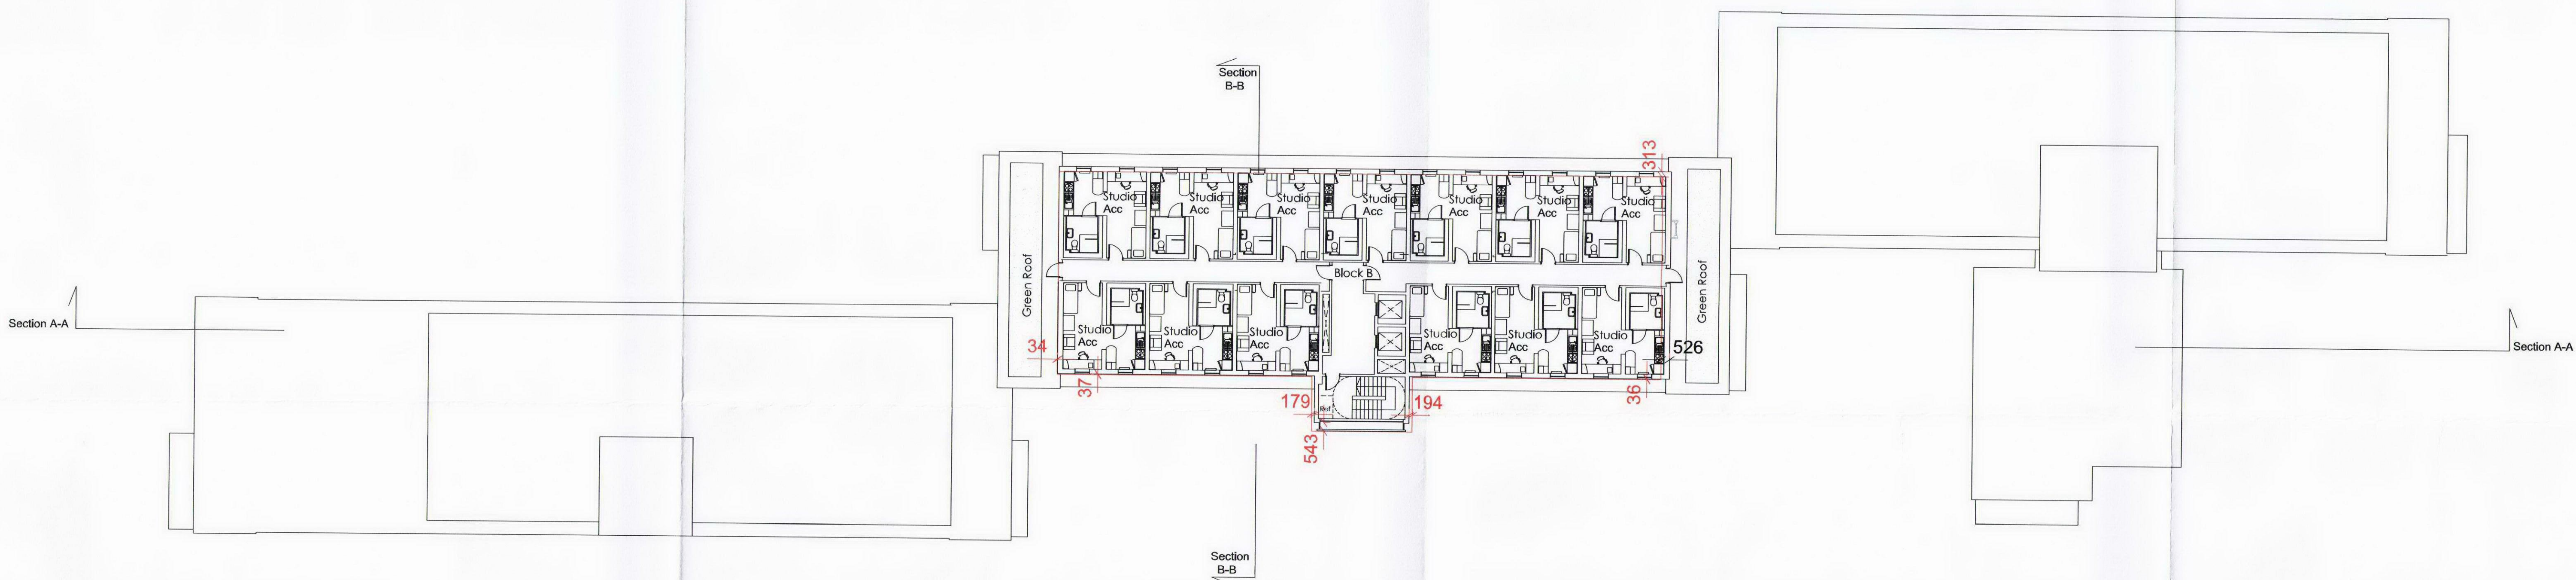 Section
B-B
313
Studio
Acc
Studio
Acc
Studio
Acc
Studio
Acc
Studio
Acc
Studio
Acc
Studio
Acc
Green Roof
Block B
Green Roof
Section A-A
Section A-A
Studio
Acc
Studio
Acc
Studio
Acc
Studio
Acc
Studio
Acc
Studio
Acc
34
526
37
36
179
194
543
Section
B-B